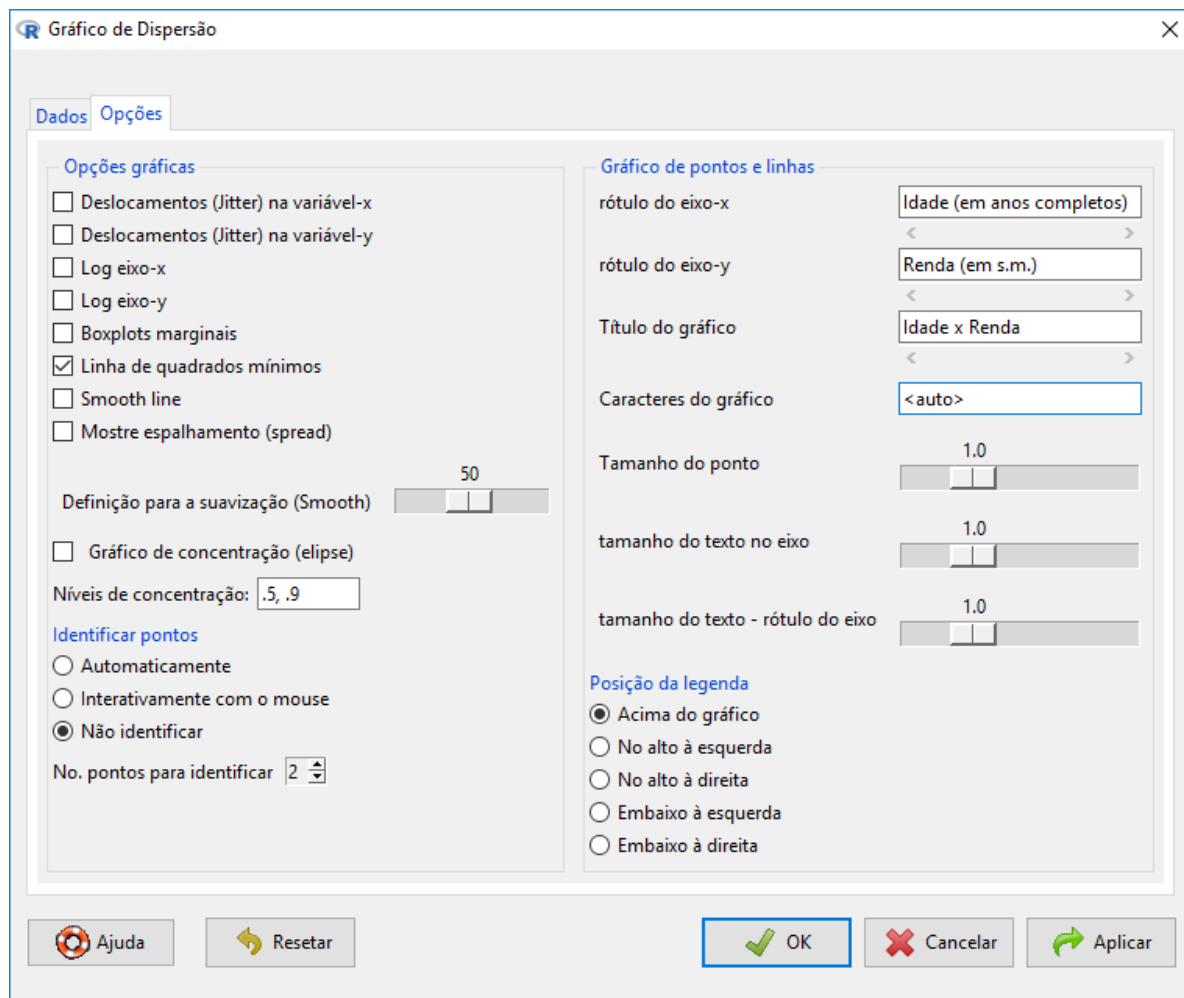 Gráfico de Dispersão
Dados Opções
Opções gráficas
Deslocamentos (Jitter) na variável-x
Deslocamentos (Jitter) na variável-y
Log eixo-x
Log eixo-y
Boxplots marginais
Linha de quadrados mínimos
Smooth line
Mostre espalhamento (spread)
50
Definição para a suavização (Smooth)
Gráfico de concentração (elipse)
Níveis de concentração: .5, .9
Identificar pontos
Automaticamente
Interativamente com o mouse
Não identificar
No. pontos para identificar 2
Gráfico de pontos e linhas
rótulo do eixo-x Idade (em anos completos)
rótulo do eixo-y Renda (em s.m.)
Título do gráfico Idade x Renda
Caracteres do gráfico <auto>
1.0
Tamanho do ponto
1.0
tamanho do texto no eixo
1.0
tamanho do texto - rótulo do eixo
Posição da legenda
Acima do gráfico
No alto à esquerda
No alto à direita
Embaixo à esquerda
Embaixo à direita
Ajuda Resetar OK Cancelar Aplicar